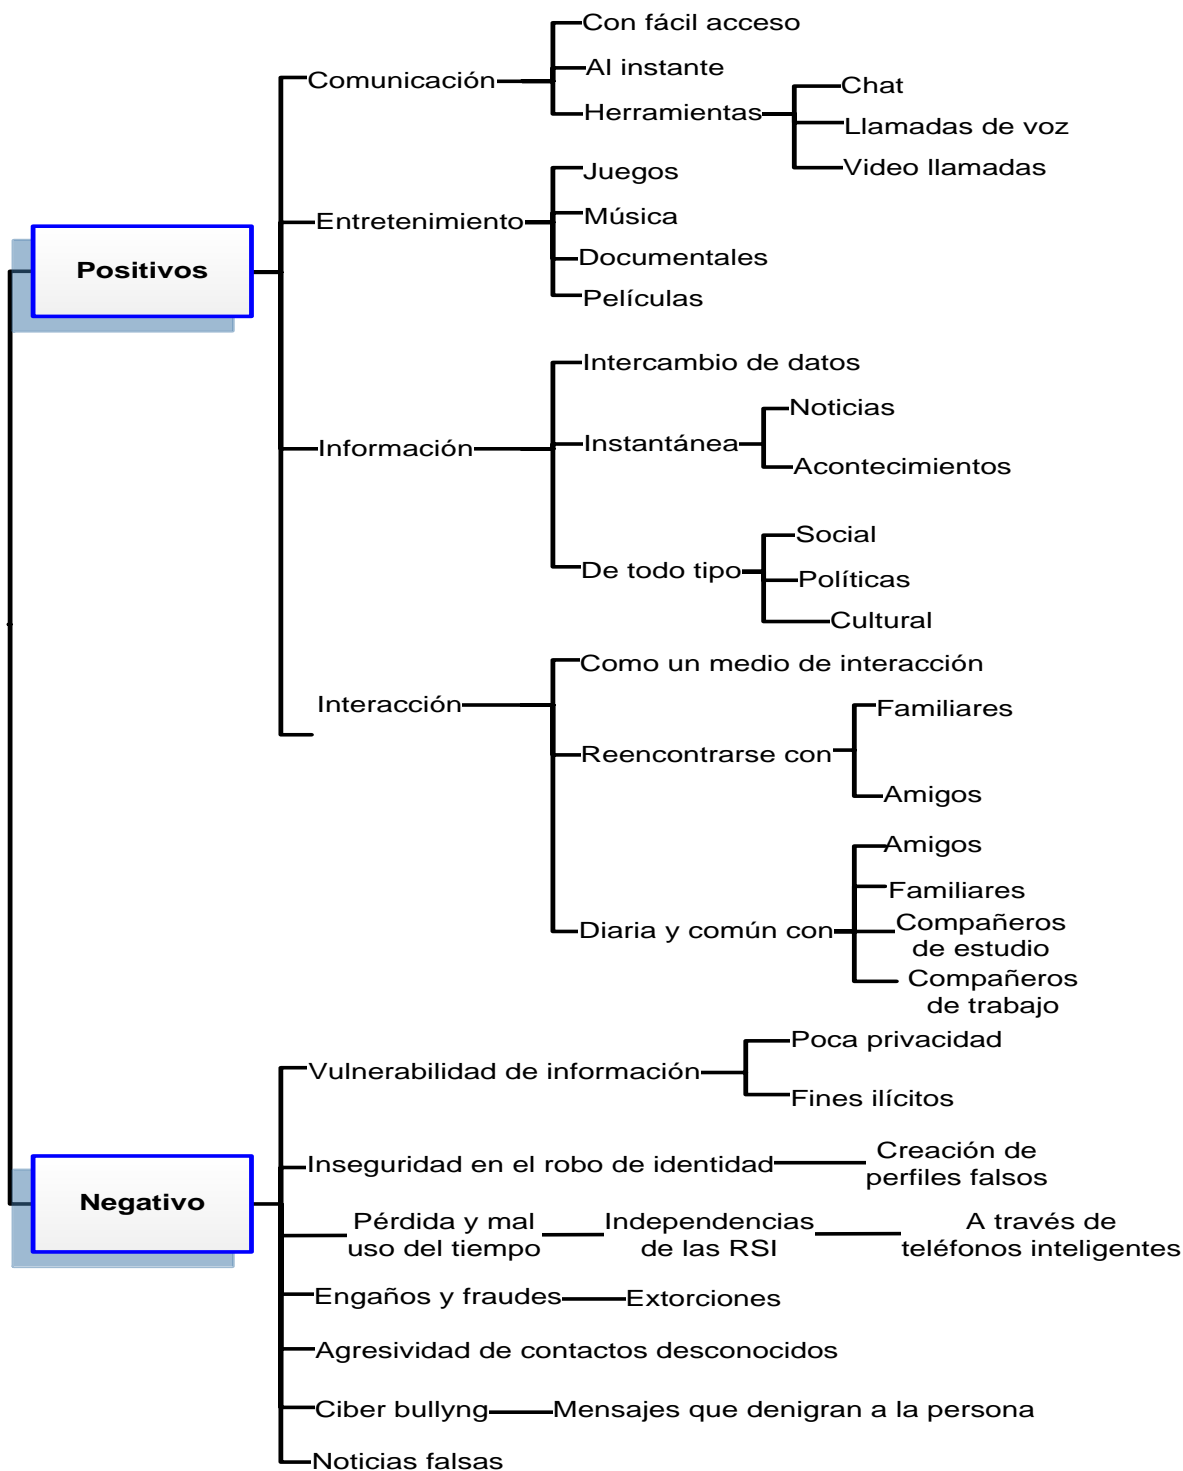 Con fácil acceso
Comunicación
Al instante
Herramientas
Chat
Llamadas de voz
Video llamadas
Positivos
Entretenimiento
Juegos
Música
Documentales
Películas
Información
Intercambio de datos
Instantánea
Noticias
Acontecimientos
De todo tipo
Social
Políticas
Cultural
Interacción
Como un medio de interacción
Reencontrarse con
Familiares
Amigos
Diaria y común con
Amigos
Familiares
Compañeros
de estudio
Compañeros
de trabajo
Negativo
Vulnerabilidad de información
Poca privacidad
Fines ilícitos
Inseguridad en el robo de identidad
Creación de
perfiles falsos
Pérdida y mal
uso del tiempo
Independencias
de las RSI
A través de
teléfonos inteligentes
Engaños y fraudes
Extorciones
Agresividad de contactos desconocidos
Ciber bullyng
Mensajes que denigran a la persona
Noticias falsas